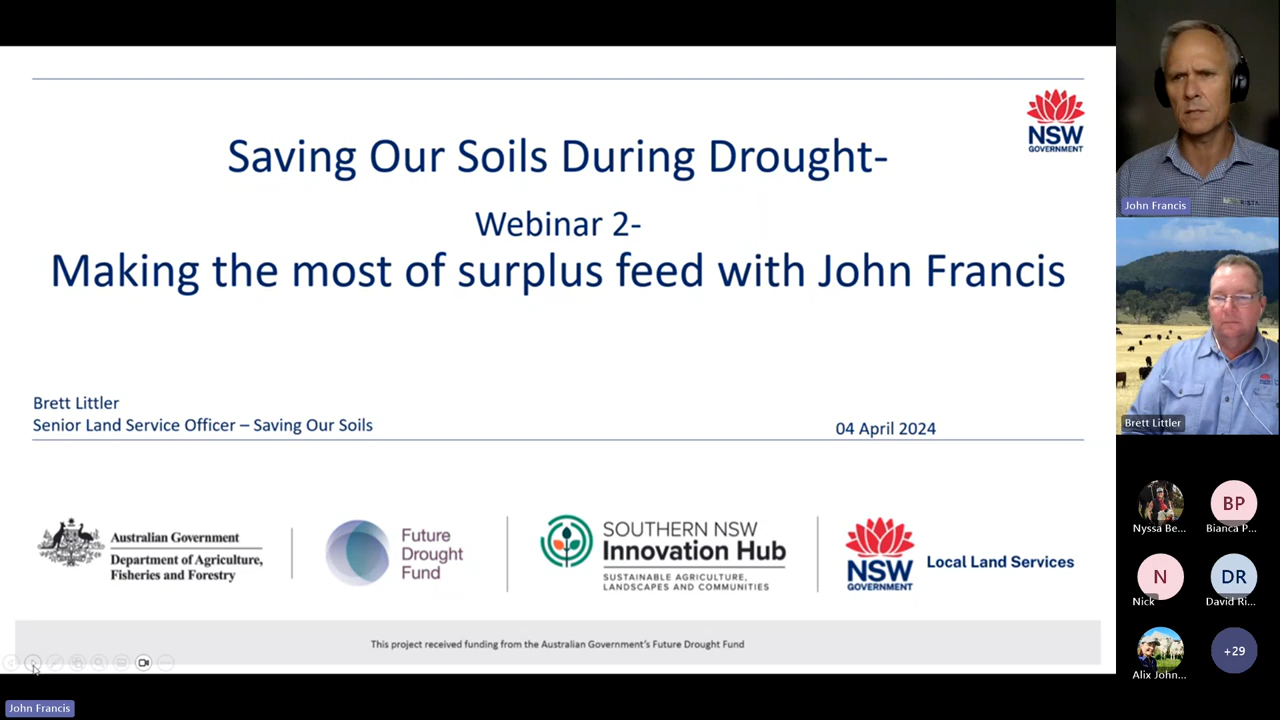 NSW
GOVERNMENT
Saving Our Soils During Drought-
Webinar 2-
Making the most of surplus feed with John Francis
Brett Littler
Senior Land Service Officer – Saving Our Soils
04 April 2024
Australian Government
Department of Agriculture,
Fisheries and Forestry
Future
Drought
Fund
SOUTHERN NSW
Innovation Hub
SUSTAINABLE AGRICULTURE,
LANDSCAPES AND COMMUNITIES
NSW
GOVERNMENT
Local Land Services
This project received funding from the Australian Government's Future Drought Fund
John Francis
John Francis
Brett Littler
Nyssa Be...
BP
Bianca P...
N
Nick
DR
David Ri...
Alix John...
+29